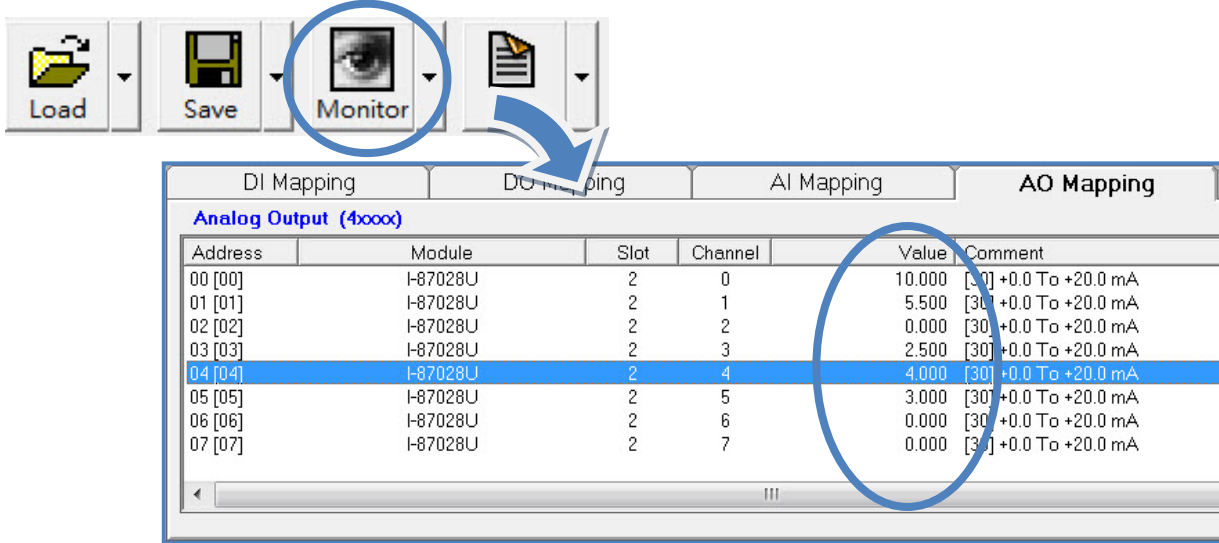 Load Save Monitor
DI Mapping DO Mapping AI Mapping AO Mapping
Analog Output (4xxxx)
Address Module Slot Channel Value Comment
00 [00] I-87028U 2 0 10.000 [30] +0.0 To +20.0 mA
01 [01] I-87028U 2 1 5.500 [30] +0.0 To +20.0 mA
02 [02] I-87028U 2 2 0.000 [30] +0.0 To +20.0 mA
03 [03] I-87028U 2 3 2.500 [30] +0.0 To +20.0 mA
04 [04] I-87028U 2 4 4.000 [30] +0.0 To +20.0 mA
05 [05] I-87028U 2 5 3.000 [30] +0.0 To +20.0 mA
06 [06] I-87028U 2 6 0.000 [30] +0.0 To +20.0 mA
07 [07] I-87028U 2 7 0.000 [30] +0.0 To +20.0 mA